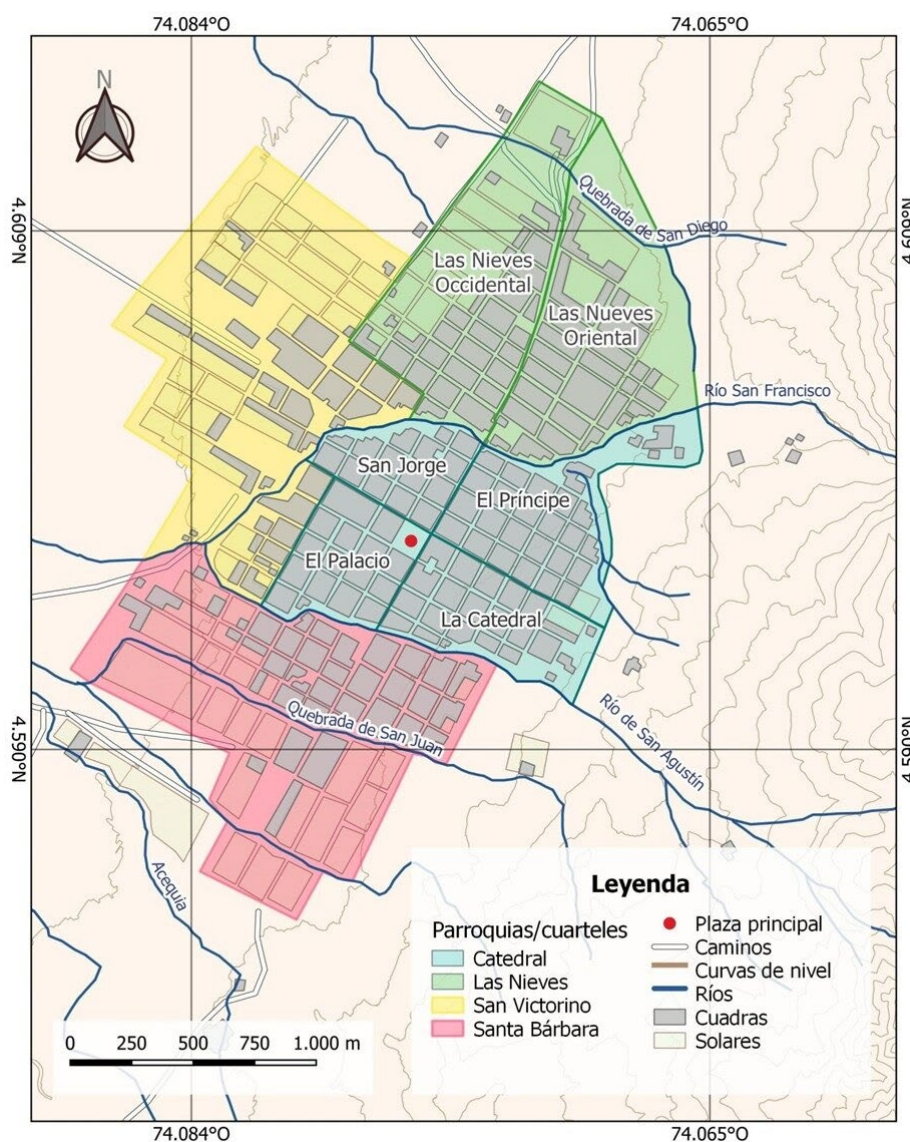 74.084°O
74.065°O
N
4.609°N
4.609°N
Quebrada de San Diego
Las Nieves
Occidental
Las Nueves
Oriental
Río San Francisco
San Jorge
El Príncipe
El Palacio
La Catedral
Quebrada de San Juan
Río de San Agustín
4.590°N
4.590°N
Acequia
Leyenda
Parroquias/cuarteles
Catedral
Las Nieves
San Victorino
Santa Bárbara
Plaza principal
Caminos
Curvas de nivel
Ríos
Cuadras
Solares
0 250 500 750 1.000 m
74.084°O
74.065°O